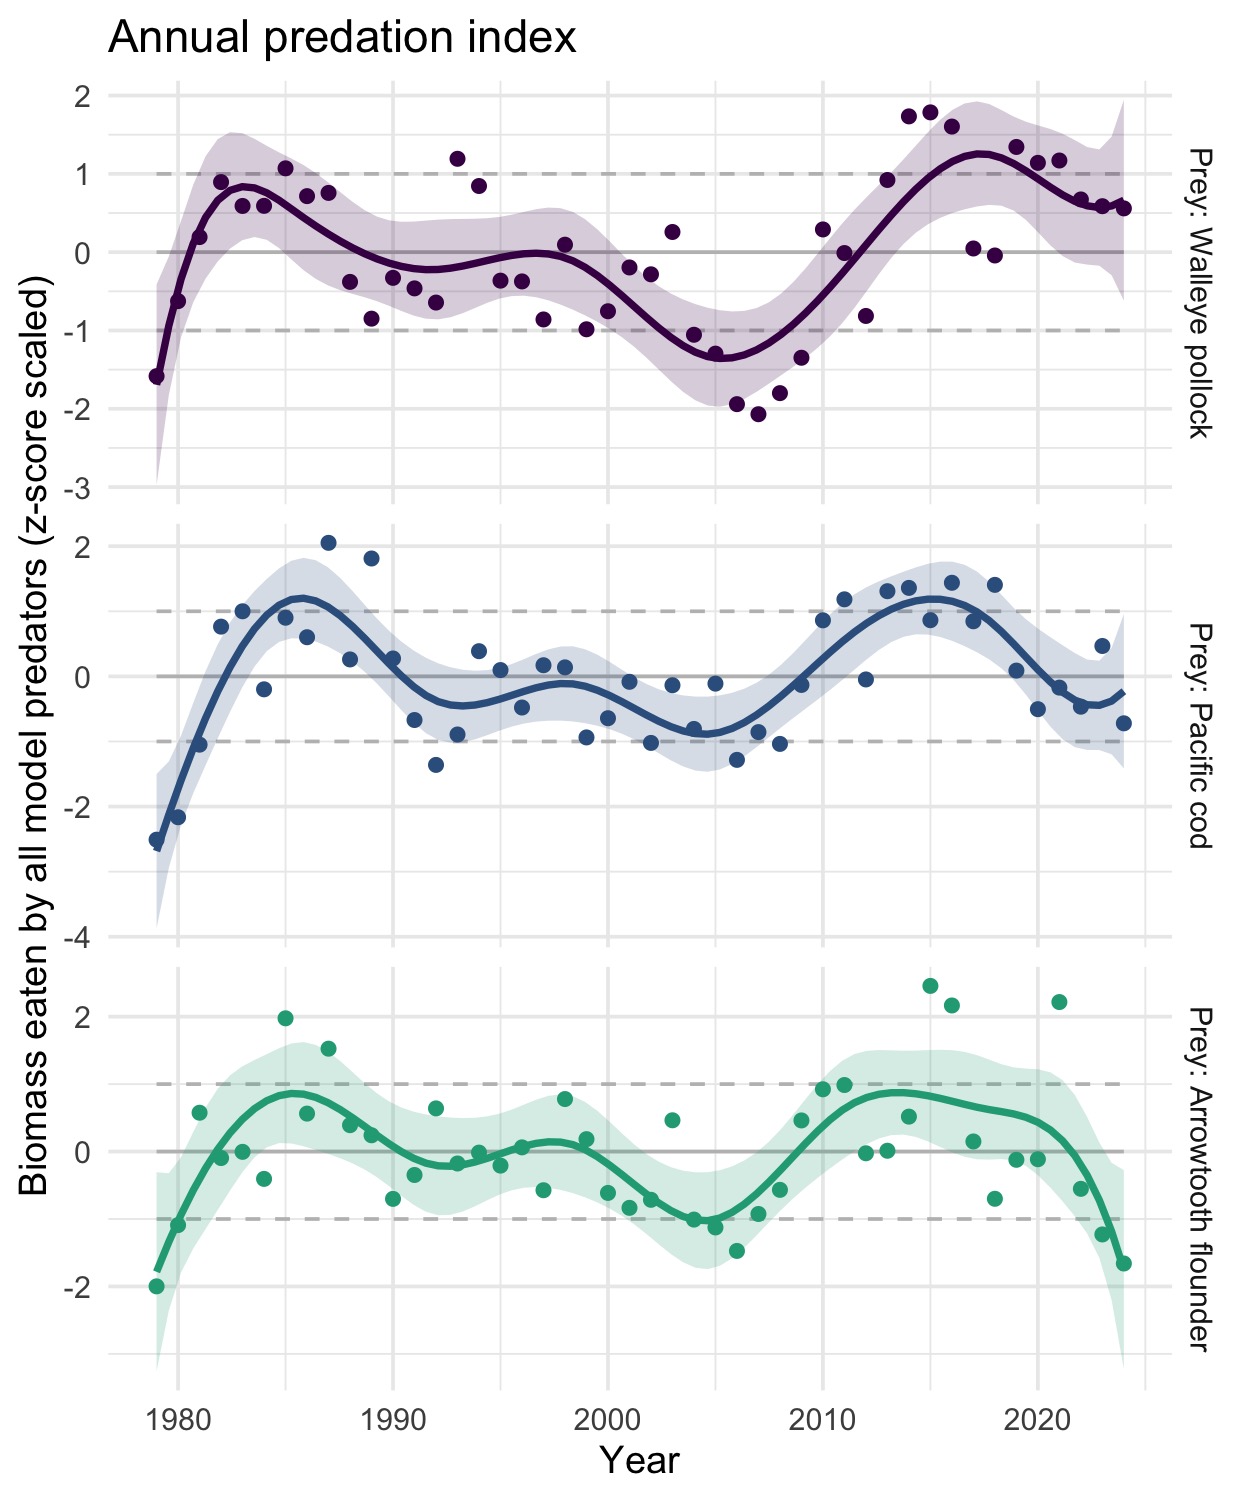 Annual predation index
Biomass eaten by all model predators (z-score scaled)
2
1
0
-1
-2
-3
Prey: Walleye pollock
2
0
-2
-4
Prey: Pacific cod
2
0
-2
Prey: Arrowtooth flounder
1980 1990 2000 2010 2020
Year